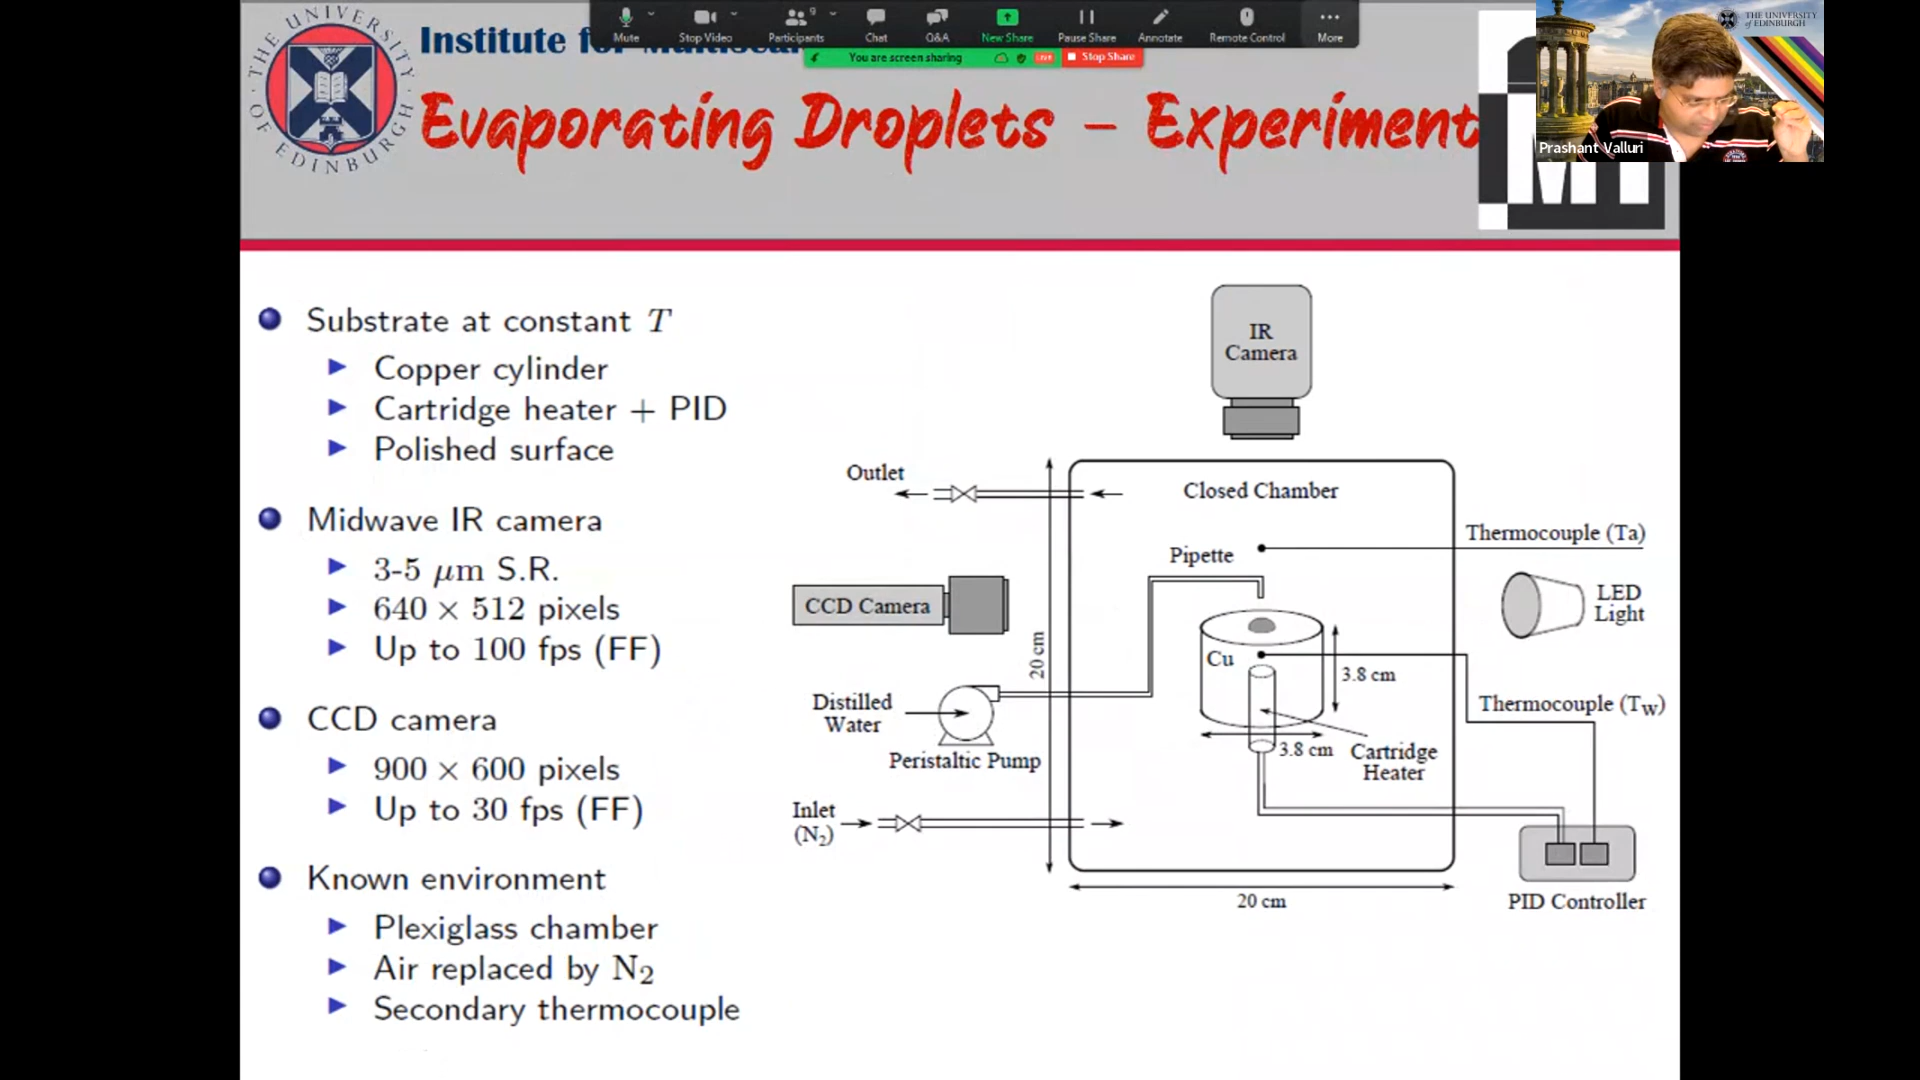 Mute
Stop Video
Participants
9
Chat
Q&A
New Share
Pause Share
Annotate
Remote Control
More
You are screen sharing
LIVE
Stop Share
THE UNIVERSITY
of EDINBURGH
Prashant Valluri
THE UNIVERSITY OF EDINBURGH
Institute for Multiscal
Evaporating Droplets – Experiment
Substrate at constant T
Copper cylinder
Cartridge heater + PID
Polished surface
Midwave IR camera
3-5 μm S.R.
640 × 512 pixels
Up to 100 fps (FF)
CCD camera
900 × 600 pixels
Up to 30 fps (FF)
Known environment
Plexiglass chamber
Air replaced by N2
Secondary thermocouple
IR
Camera
Outlet
Closed Chamber
Thermocouple (Ta)
Pipette
CCD Camera
LED
Light
20 cm
Cu
3.8 cm
Distilled
Water
Thermocouple (Tw)
Peristaltic Pump
3.8 cm
Cartridge
Heater
Inlet
(N2)
20 cm
PID Controller